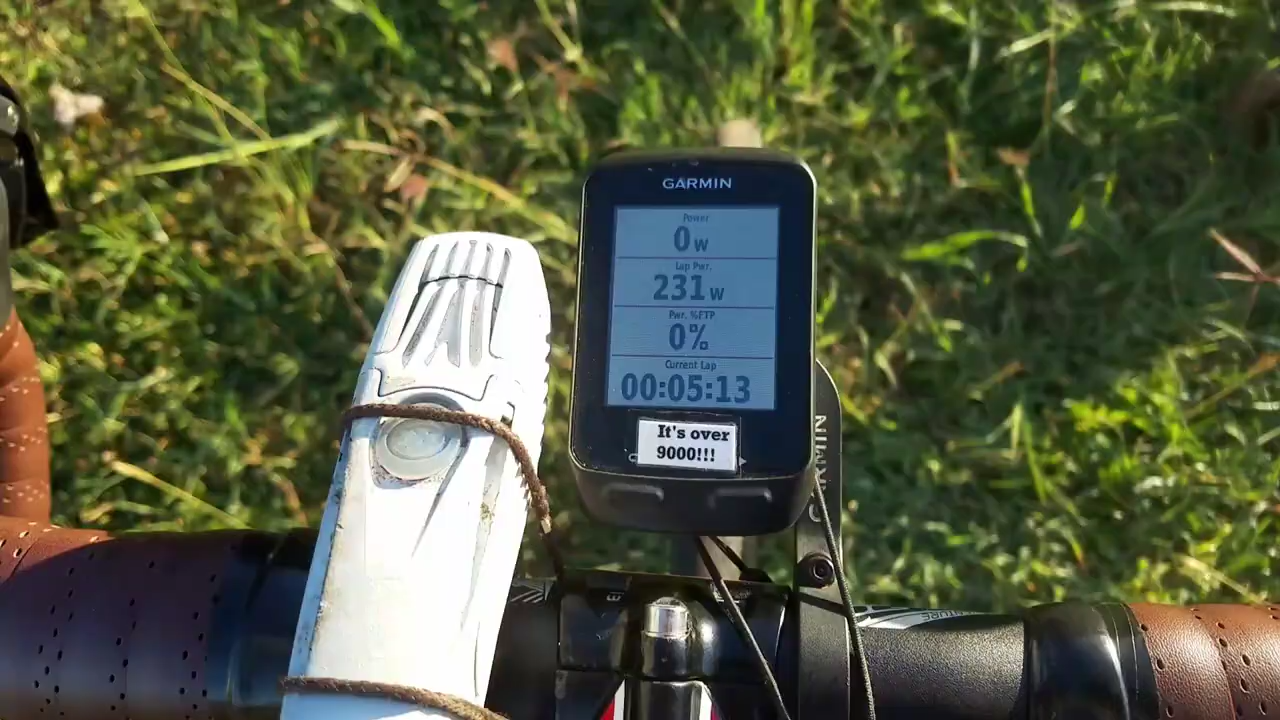 GARMIN
Power
0w
Lap Pwr.
231w
Pwr. %FTP
0%
Current Lap
00:05:13
It's over
9000!!!
GARMIN